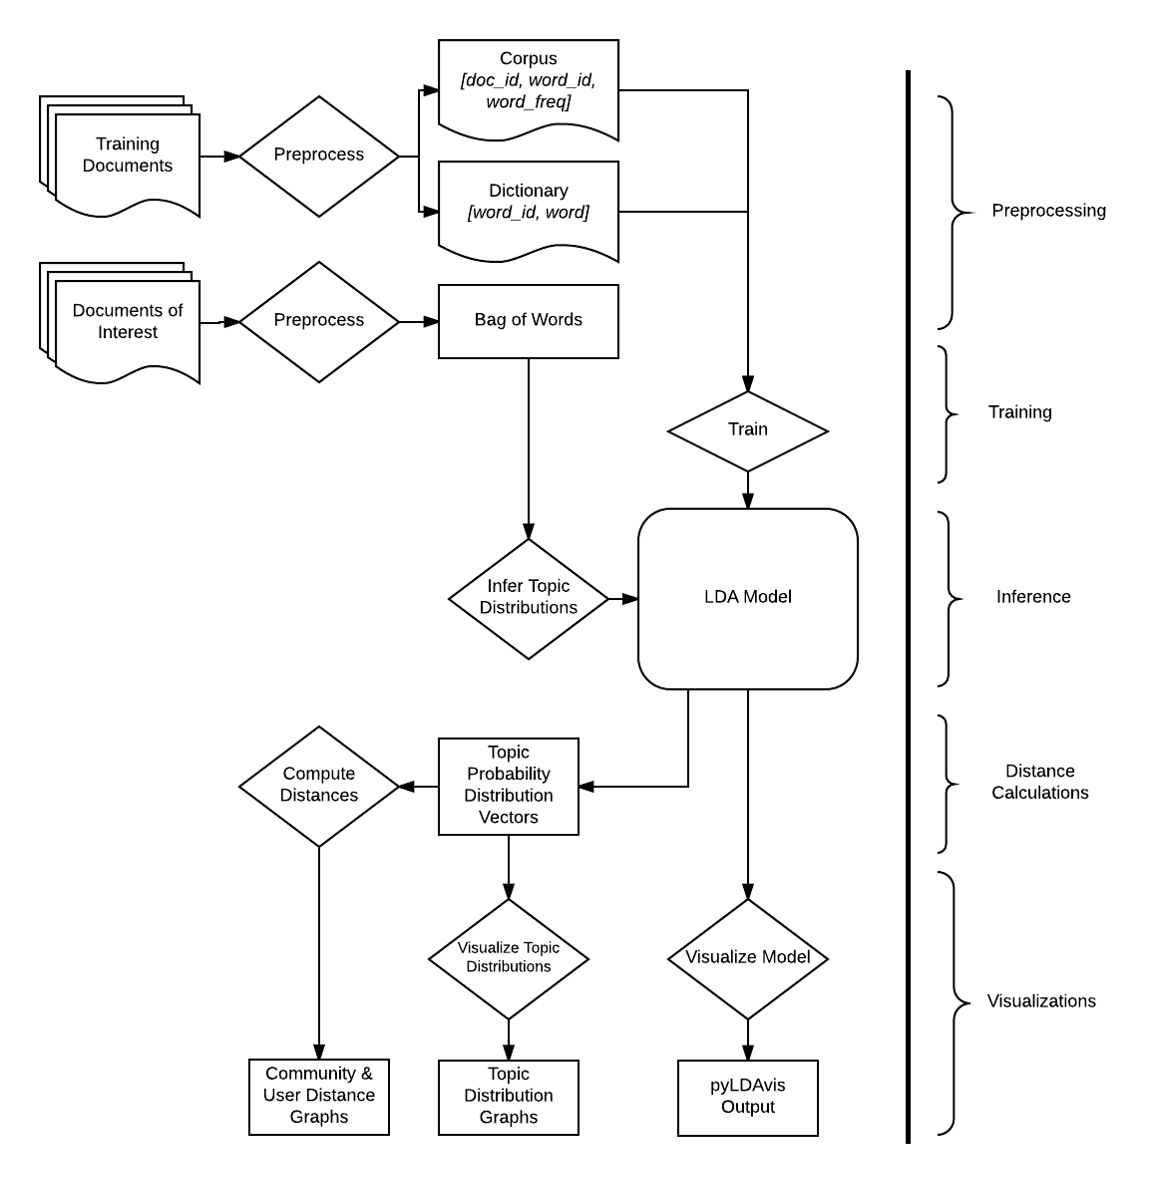 Corpus
[doc_id, word_id,
word_freq]
Training
Documents
Preprocess
Dictionary
[word_id, word]
Preprocessing
Documents of
Interest
Preprocess
Bag of Words
Train
Training
Infer Topic
Distributions
LDA Model
Inference
Compute
Distances
Topic
Probability
Distribution
Vectors
Distance
Calculations
Visualize Topic
Distributions
Visualize Model
Visualizations
Community &
User Distance
Graphs
Topic
Distribution
Graphs
pyLDAvis
Output